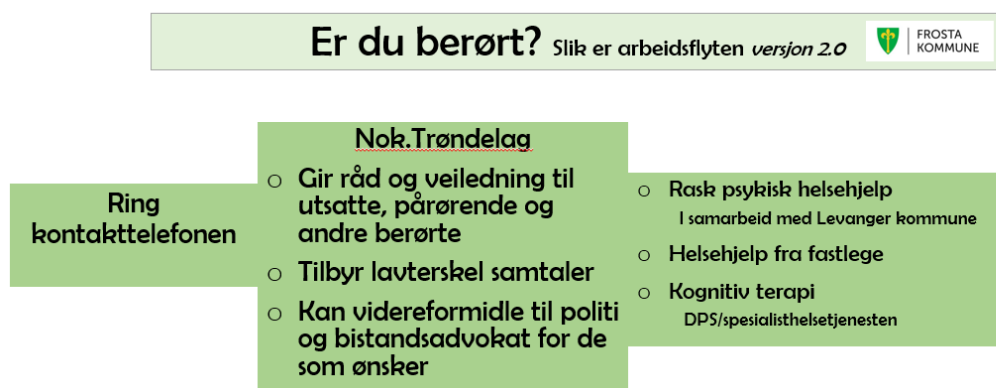 Er du berørt? Slik er arbeidsflyten versjon 2.0
FROSTA
KOMMUNE
Ring
kontakttelefonen
Nok.Trøndelag
o Gir råd og veiledning til
utsatte, pårørende og
andre berørte
o Tilbyr lavterskel samtaler
o Kan videreformidle til politi
og bistandsadvokat for de
som ønsker
o Rask psykisk helsehjelp
I samarbeid med Levanger kommune
o Helsehjelp fra fastlege
o Kognitiv terapi
DPS/spesialisthelsetjenesten